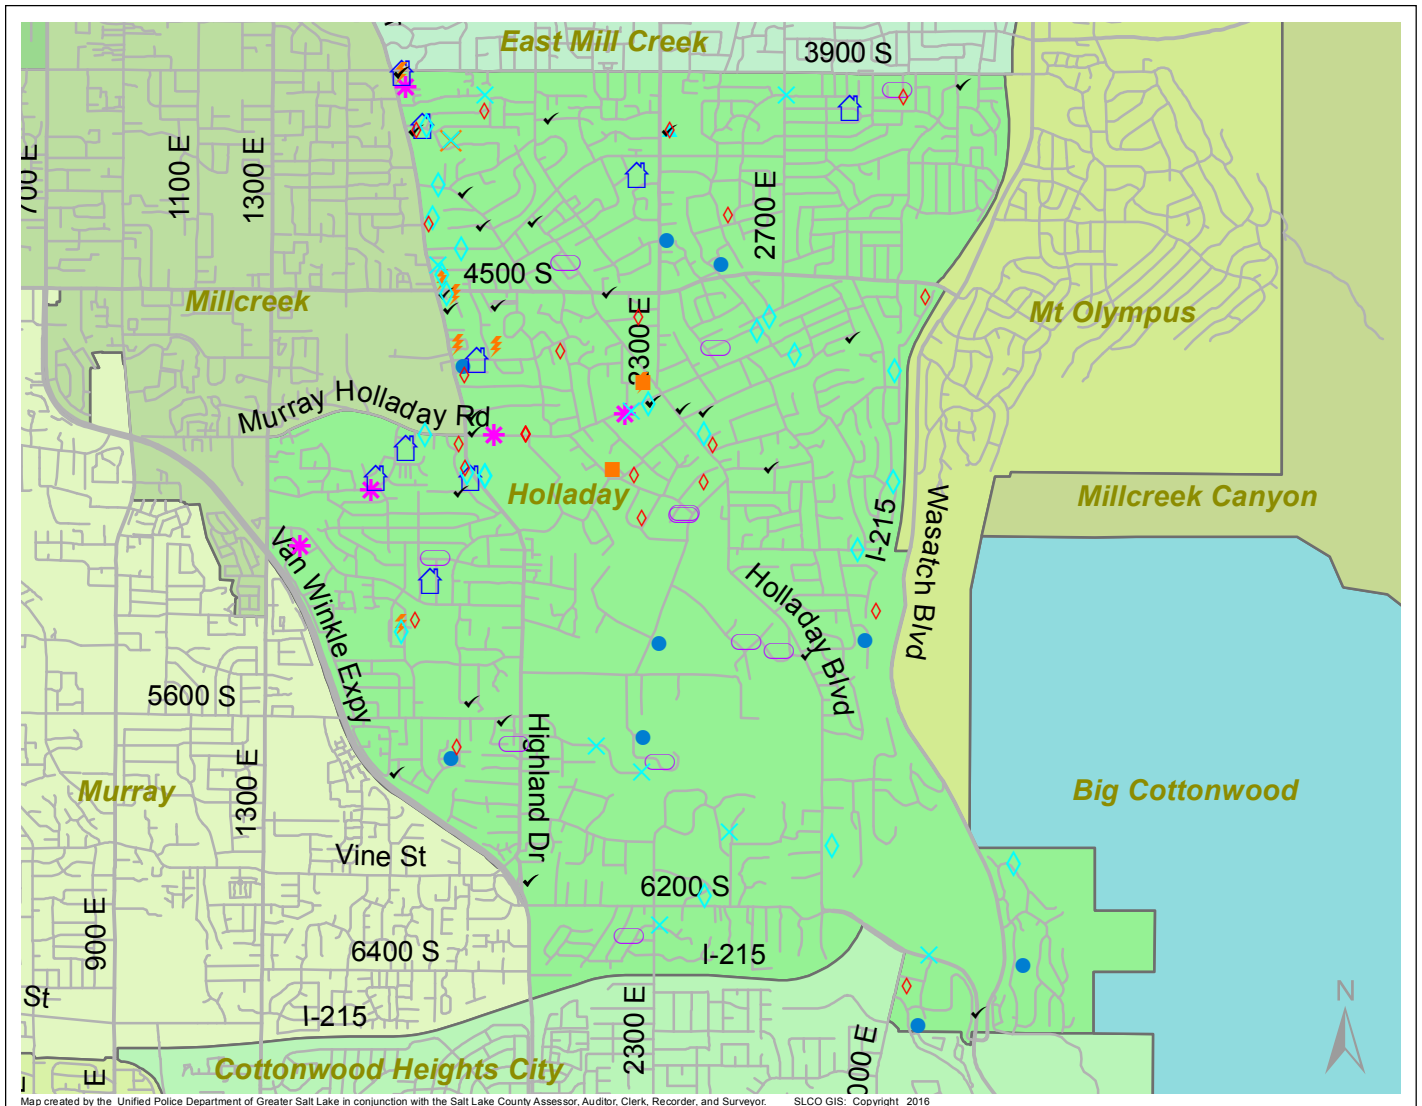 East Mill Creek
3900 S
700 E
1100 E
1300 E
2700 E
4500 S
Millcreek
Mt Olympus
2300 E
Murray Holladay Rd
Holladay
Millcreek Canyon
I-215
Wasatch Blvd
Van Winkle Expy
Holladay Blvd
5600 S
Highland Dr
Murray
1300 E
Big Cottonwood
Vine St
6200 S
900 E
6400 S
I-215
St
I-215
2300 E
N
000 E
Cottonwood Heights City
E
Map created by the Unified Police Department of Greater Salt Lake in conjunction with the Salt Lake County Assessor, Auditor, Clerk, Recorder, and Surveyor. SLCO GIS: Copyright 2016